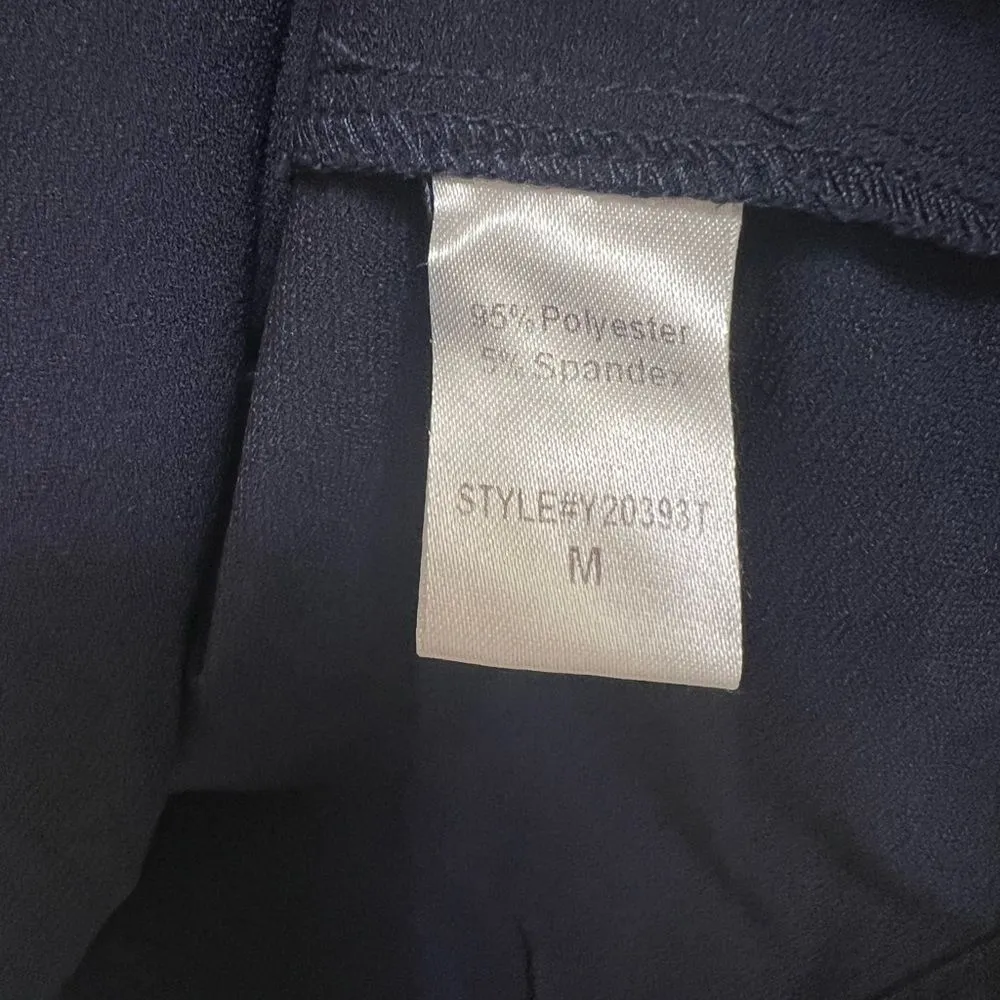 95% Polyester
5% Spandex
STYLE#Y20393T
M